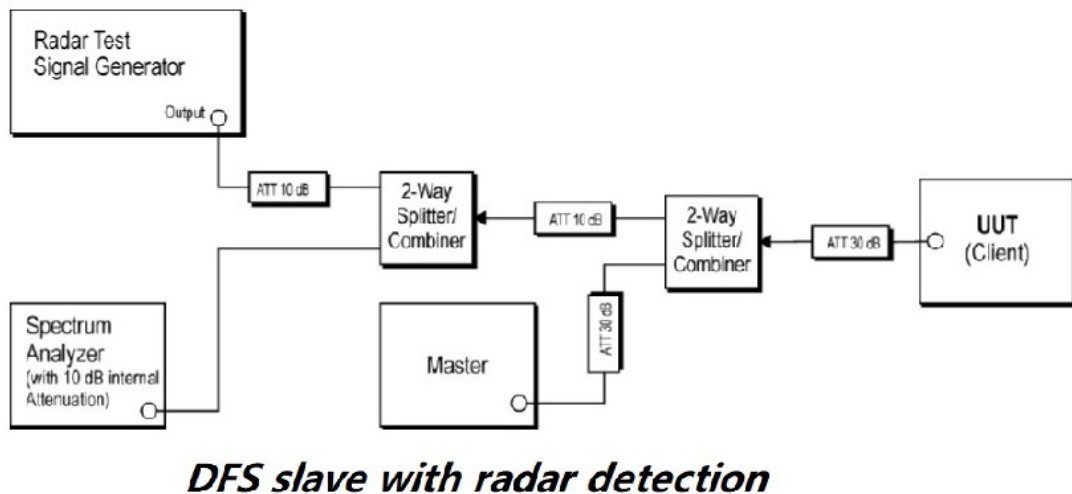 Radar Test
Signal Generator
Output
ATT 10 dB
2-Way
Splitter/
Combiner
ATT 10 dB
2-Way
Splitter/
Combiner
ATT 30 dB
UUT
(Client)
Spectrum
Analyzer
(with 10 dB internal
Attenuation)
Master
ATT 30 dB
DFS slave with radar detection